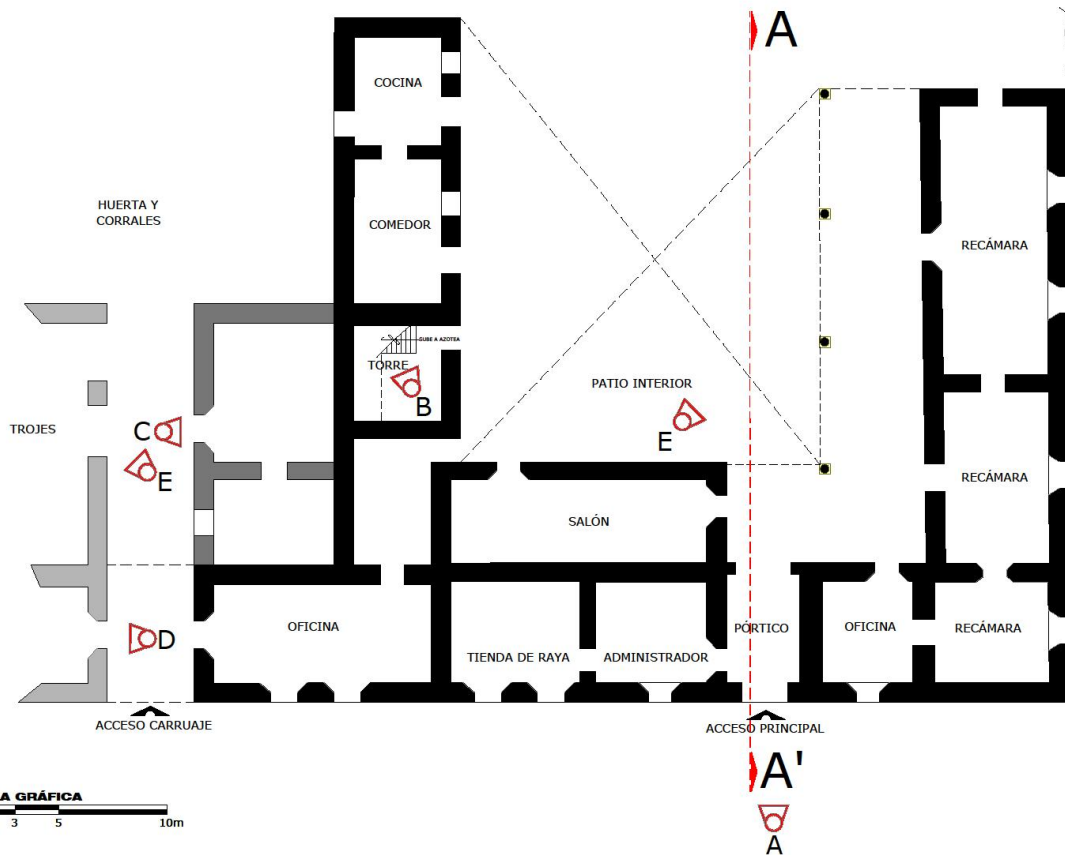 A
COCINA
HUERTA Y
CORRALES
COMEDOR
RECÁMARA
SUBE A AZOTEA
TORRE
B
PATIO INTERIOR
TROJES
C
E
E
RECÁMARA
SALÓN
OFICINA
D
TIENDA DE RAYA
ADMINISTRADOR
PÓRTICO
OFICINA
RECÁMARA
ACCESO CARRUAJE
ACCESO PRINCIPAL
A'
A GRÁFICA
3 5 10m
A